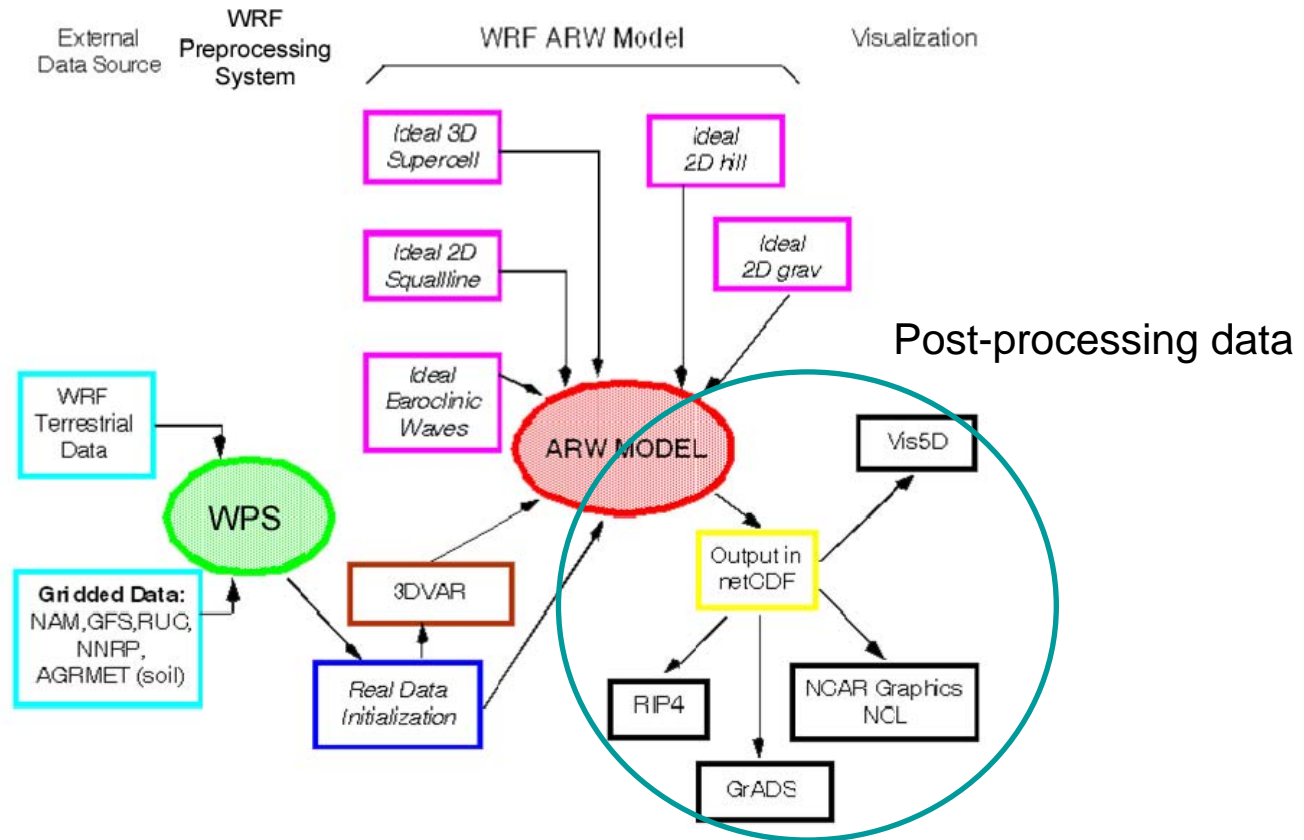 External
Data Source
WRF
Preprocessing
System
WRF ARW Model
Visualization
Ideal 3D
Supercell
Ideal
2D hill
Ideal 2D
Squallline
Ideal
2D grav
Post-processing data
Ideal
Baroclinic
Waves
WRF
Terrestrial
Data
ARW MODEL
Vis5D
WPS
Output in
netCDF
Gridded Data:
NAM,GFS,RUC,
NNRP,
AGRMET (soil)
3DVAR
Real Data
Initialization
RIP4
NCAR Graphics
NCL
GrADS